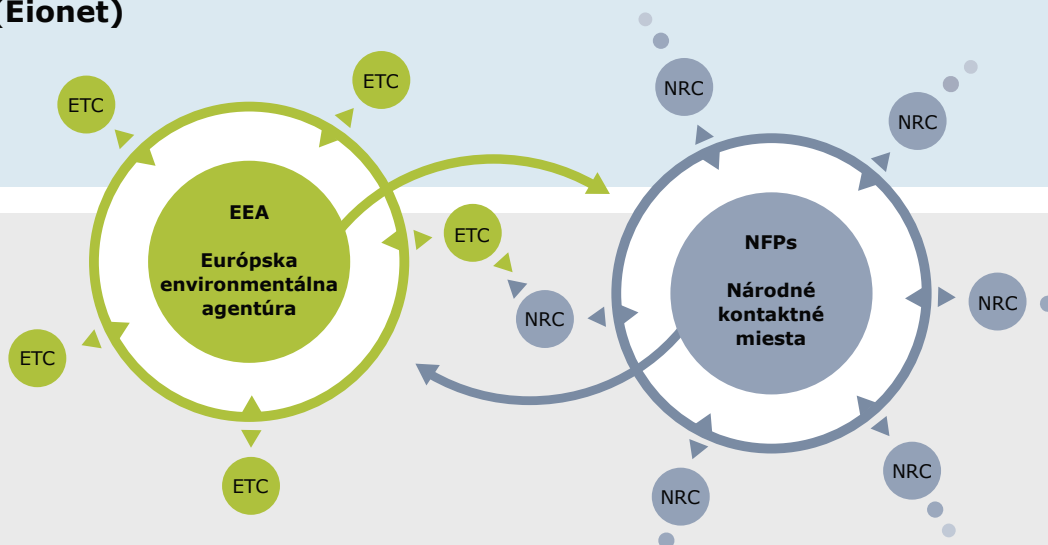 (Eionet)
ETC
ETC
NRC
NRC
EEA
Európska
environmentálna
agentúra
ETC
NRC
NFPs
Národné
kontaktné
miesta
NRC
ETC
ETC
NRC
NRC